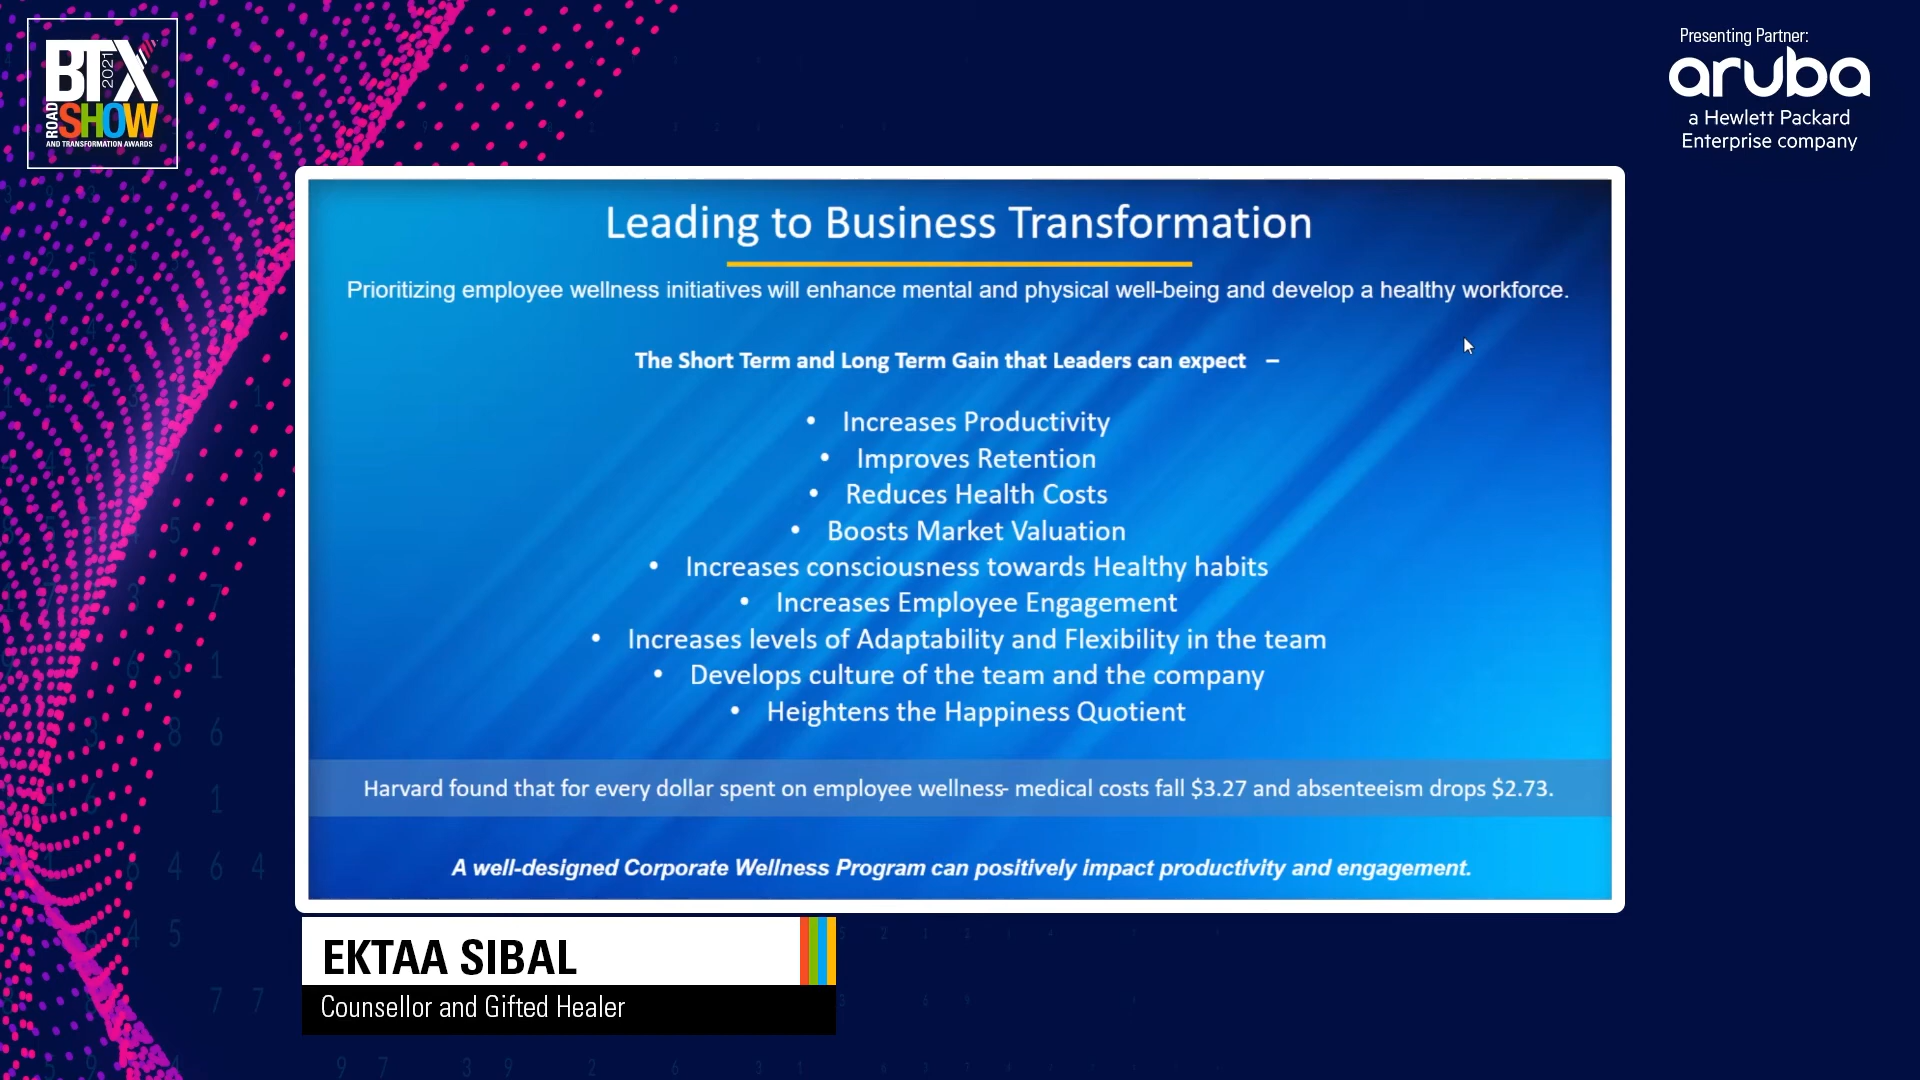 BTX
2021
ROAD
SHOW
AND TRANSFORMATION AWARDS
Presenting Partner:
aruba
a Hewlett Packard
Enterprise company
Leading to Business Transformation
Prioritizing employee wellness initiatives will enhance mental and physical well-being and develop a healthy workforce.
The Short Term and Long Term Gain that Leaders can expect –
• Increases Productivity
• Improves Retention
• Reduces Health Costs
• Boosts Market Valuation
• Increases consciousness towards Healthy habits
• Increases Employee Engagement
• Increases levels of Adaptability and Flexibility in the team
• Develops culture of the team and the company
• Heightens the Happiness Quotient
Harvard found that for every dollar spent on employee wellness- medical costs fall $3.27 and absenteeism drops $2.73.
A well-designed Corporate Wellness Program can positively impact productivity and engagement.
EKTAA SIBAL
Counsellor and Gifted Healer